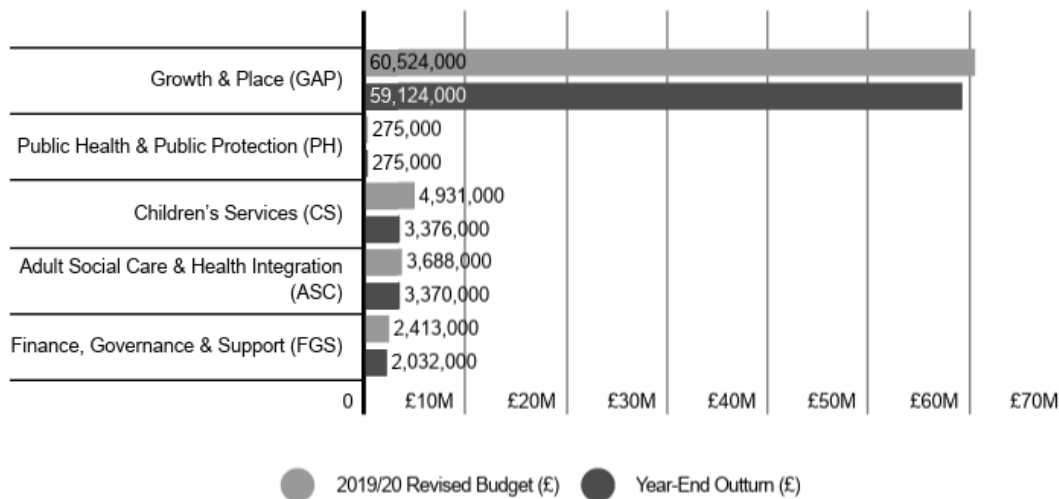 Growth & Place (GAP)
60,524,000
59,124,000
Public Health & Public Protection (PH)
275,000
275,000
Children's Services (CS)
4,931,000
3,376,000
Adult Social Care & Health Integration
(ASC)
3,688,000
3,370,000
Finance, Governance & Support (FGS)
2,413,000
2,032,000
0 £10M £20M £30M £40M £50M £60M £70M
2019/20 Revised Budget (£) Year-End Outturn (£)